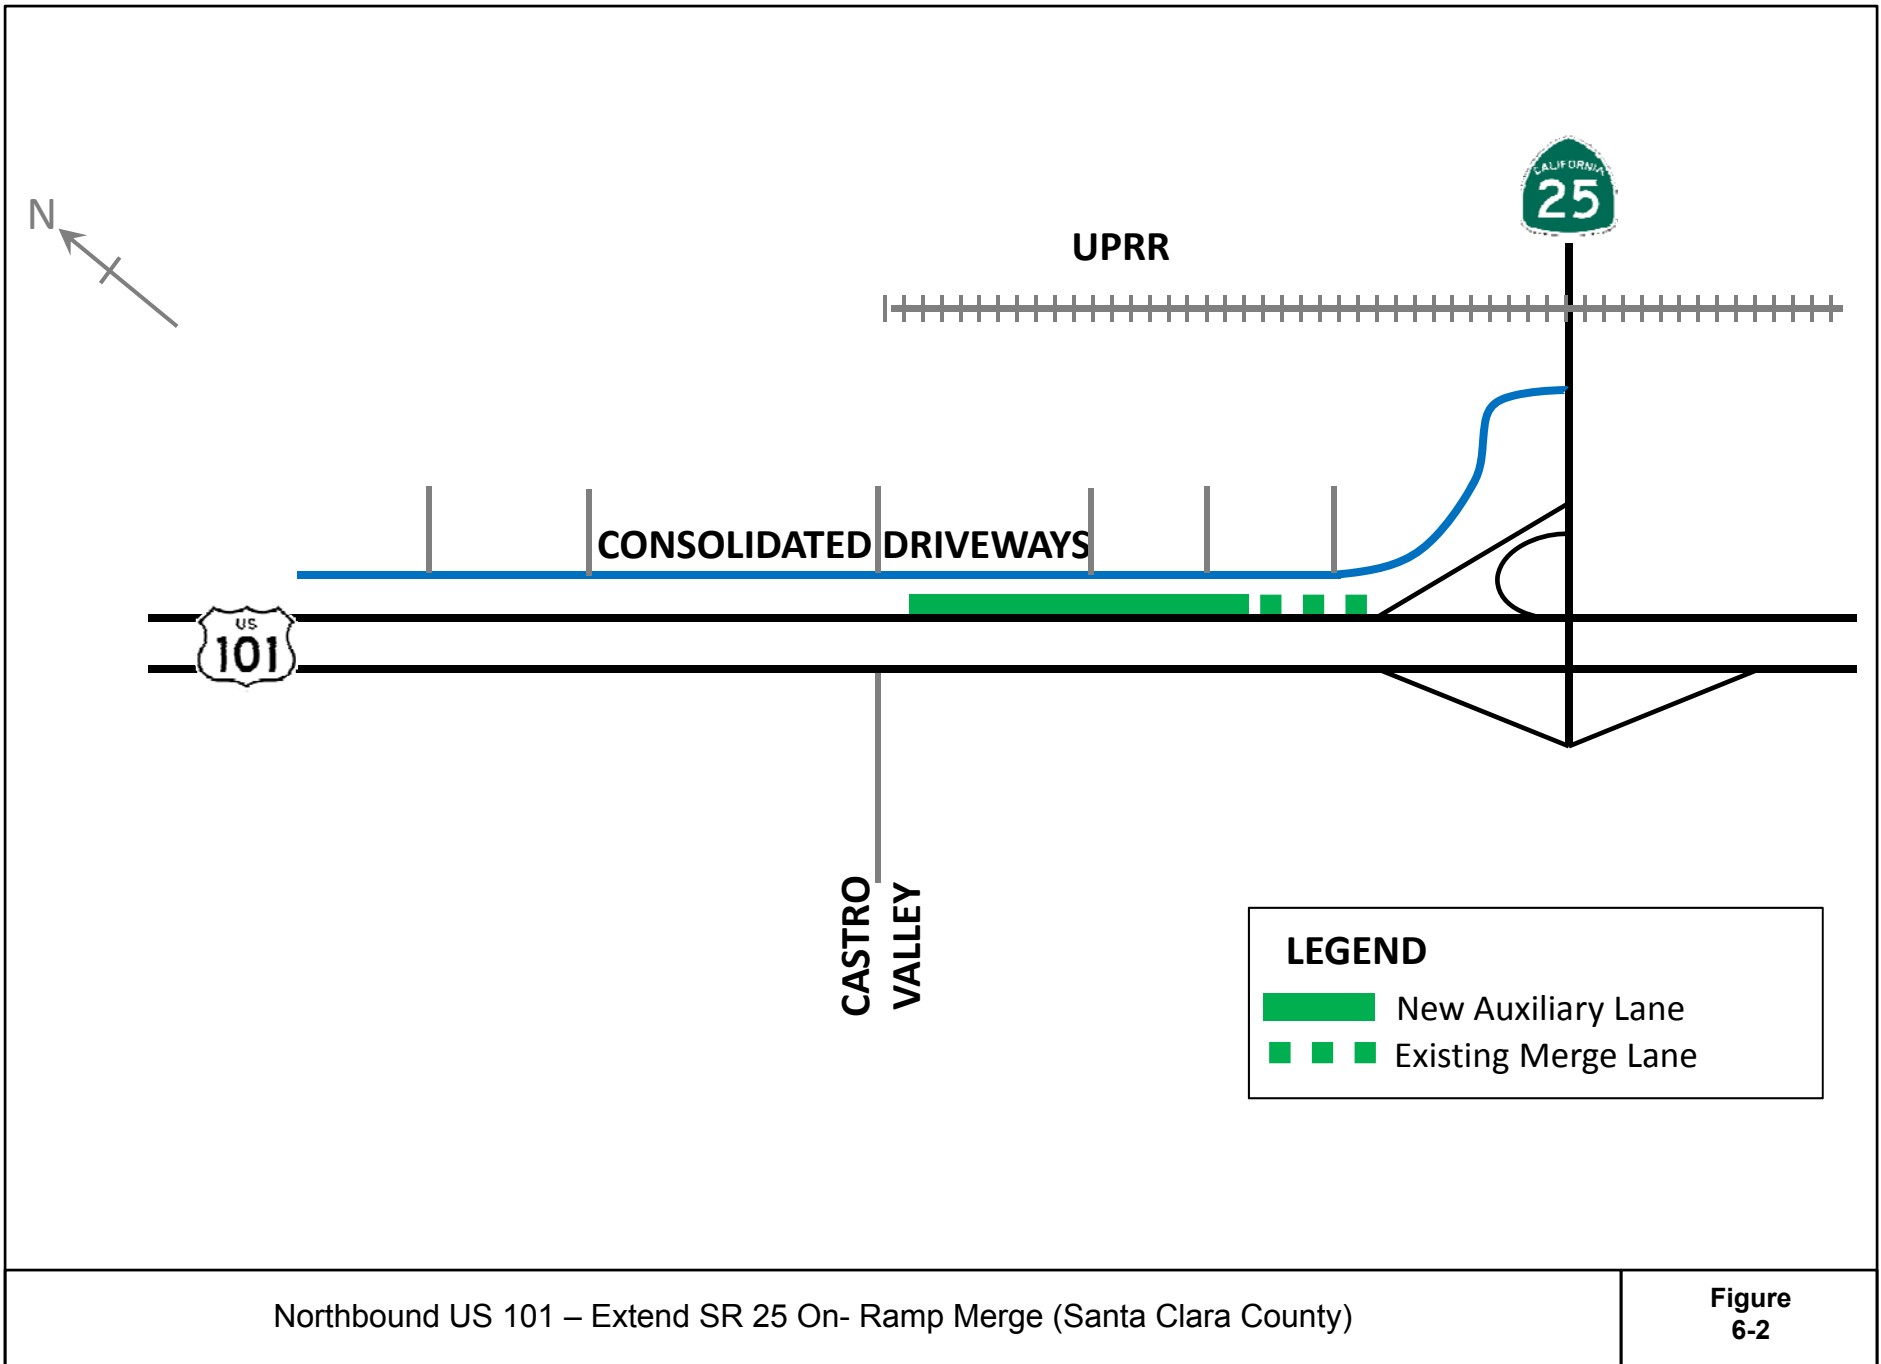 CALIFORNIA
25
N
UPRR
CONSOLIDATED DRIVEWAYS
US
101
CASTRO
VALLEY
LEGEND
New Auxiliary Lane
Existing Merge Lane
Northbound US 101 – Extend SR 25 On- Ramp Merge (Santa Clara County)
Figure
6-2